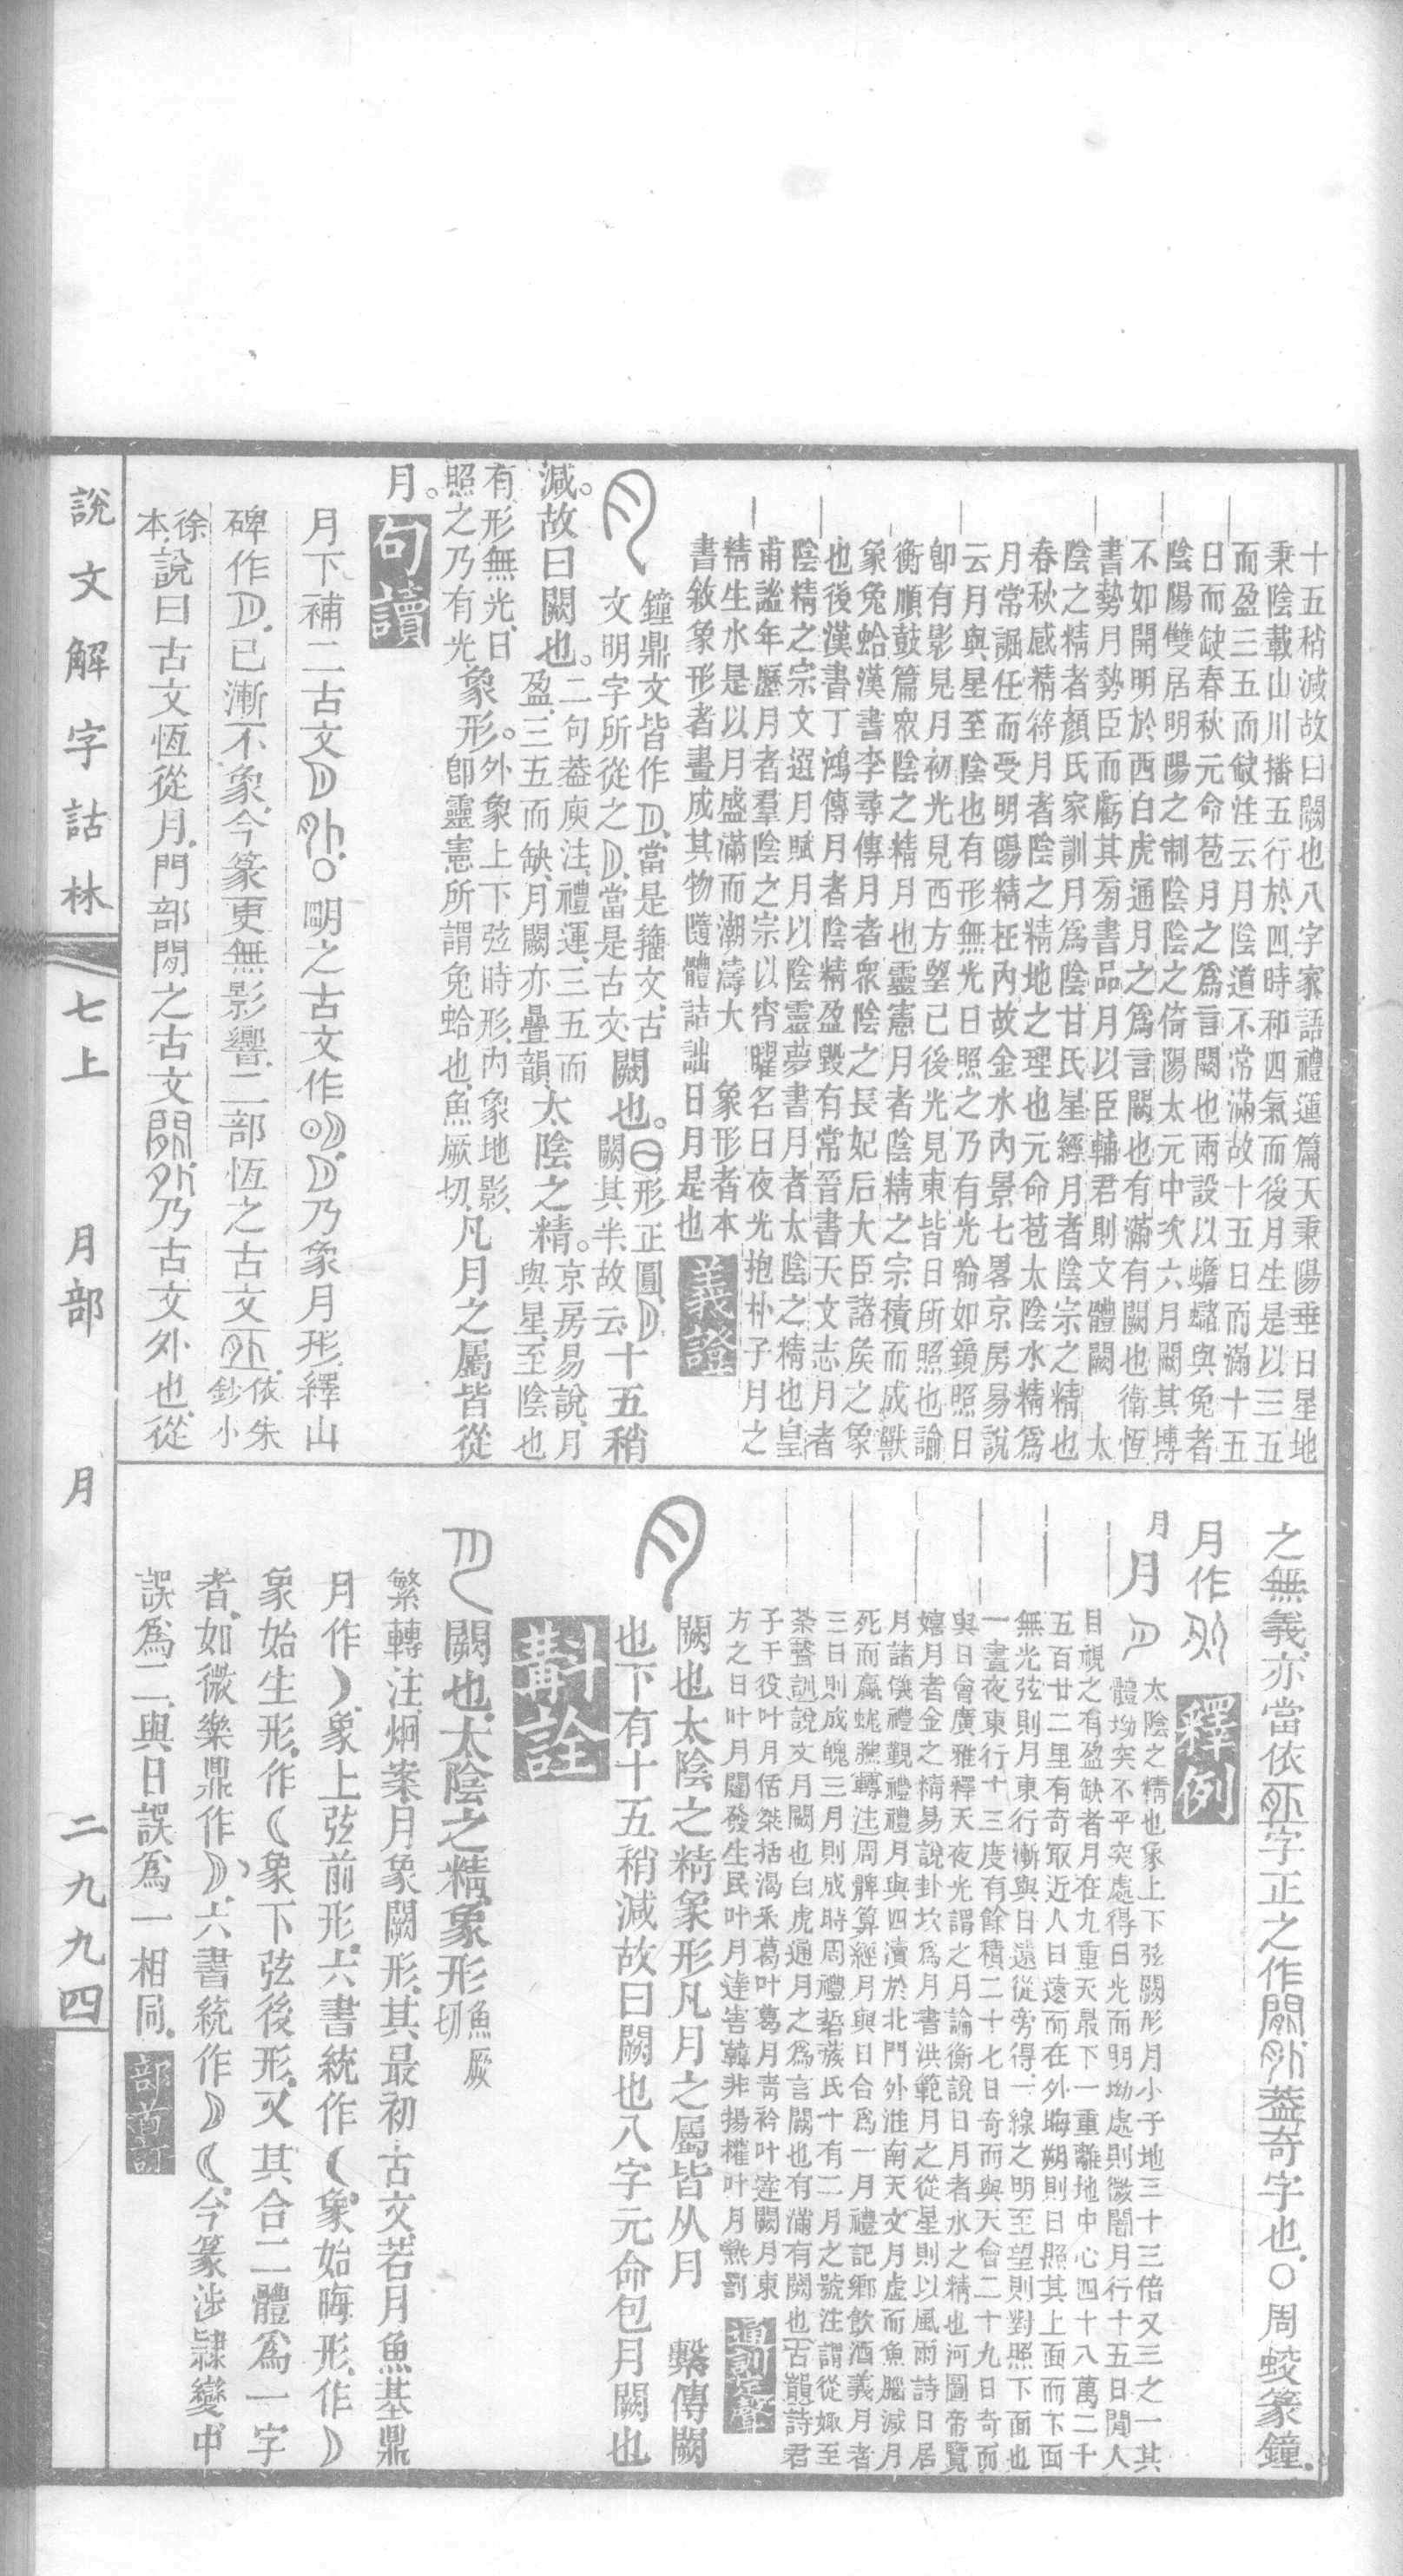 十五稍減故曰闕也八字家語禮運篇天秉陽垂日星地
秉陰載山川播五行於四時和四氣而後月生是以三五
而盈三五而缺注云月陰道不常滿故十五日而滿十五
日而缺春秋元命苞月之爲言闕也兩設以蟾蠩與兔者
陰陽雙居明陽之制陰陰之倚陽太元中次六月闕其摶
不如開明於西白虎通月之爲言闕也有滿有闕也衛恆
書勢月勢臣而虧其旁書品月以臣輔君則文體闕 太
陰之精者顏氏家訓月爲陰甘氏星經月者陰宗之精也
春秋感精符月者陰之精地之理也元命苞太陰水精爲
月常詘任而受明陽精在內故金水內景七畧京房易說
云月與星至陰也有形無光日照之乃有光喻如鏡照日
卽有影見月初光見西方望已後光見東皆日所照也論
衡順鼓篇衆陰之精月也靈憲月者陰精之宗積而成獸
象兔蛤漢書李尋傳月者衆陰之長妃后大臣諸矦之象
也後漢書丁鴻傳月者陰精盈毀有常晉書天文志月者
陰精之宗文選月賦月以陰靈夢書月者太陰之精也皇
甫謐年歷月者羣陰之宗以宵曜名曰夜光抱朴子月之
精生水是以月盛滿而潮濤大 象形者本
書敘象形者畫成其物隨體詰詘日月是也
義證
鐘鼎文皆作 當是籀文古
文明字所從之 當是古文
闕也。
形正圓
闕其半故云
十五稍
減。故曰闕也。
二句葢庾注禮運三五而
盈三五而缺月闕亦疊韻
太陰之精。
京房易說月
與星至陰也
有形無光日
照之乃有光
象形。
外象上下弦時形內象地影
卽靈憲所謂兔蛤也魚厥切
凡月之屬皆從
月。
句讀
月下補二古文 ○明之古文作 乃象月形繹山
碑作 已漸不象今篆更無影響二部恆之古文 依朱鈔小
徐本說曰古文恆從月門部閒之古文 乃古文外也從
之無義亦當依 字正之作 葢奇字也○周蛟篆鐘
月作
釋例
月
月
太陰之精也象上下弦闕形月小于地三十三倍又三之一其
體坳突不平突處得日光而明坳處則微闇月行十五日閒人
目視之有盈缺者月在九重天最下一重離地中心四十八萬二千
五百廿二里有奇取近人日遠而在外晦朔則日照其上面而下面
無光弦則月東行漸與日遠從旁得一線之明至望則對照下面也
一晝夜東行十三度有餘積二十七日奇而與天會二十九日奇而
與日會廣雅釋天夜光謂之月論衡說日月者水之精也河圖帝覽
嬉月者金之精易說卦坎爲月書洪範月之從星則以風雨詩日居
月諸儀禮覲禮禮月與四瀆於北門外淮南天文月虛而魚腦減月
死而蠃蛖膲轉注周髀算經月與日合爲一月禮記鄉飲酒義月者
三日則成魄三月則成時周禮硩蔟氏十有二月之號注謂從娵至
荼聲訓說文月闕也白虎通月之爲言闕也有滿有闕也古韻詩君
子于役叶月佸桀括渴采葛叶葛月靑衿叶達闕月東
方之日叶月闥發生民叶月達害韓非揚權叶月熱罰
通訓定聲
闕也太陰之精象形凡月之屬皆从月 繫傳闕
也下有十五稍減故曰闕也八字元命包月闕也
斠詮
闕也太陰之精象形
魚厥
切
繁轉注炯案月象闕形其最初古文若月魚基鼎
月作 象上弦前形六書統作 象始晦形作
象始生形作 象下弦後形又其合二體爲一字
者如微欒鼎作 六書統作 今篆涉隸變中
誤爲二與日誤爲一相同
部首訂
說文解字詁林
七上
月部
月
二九九四